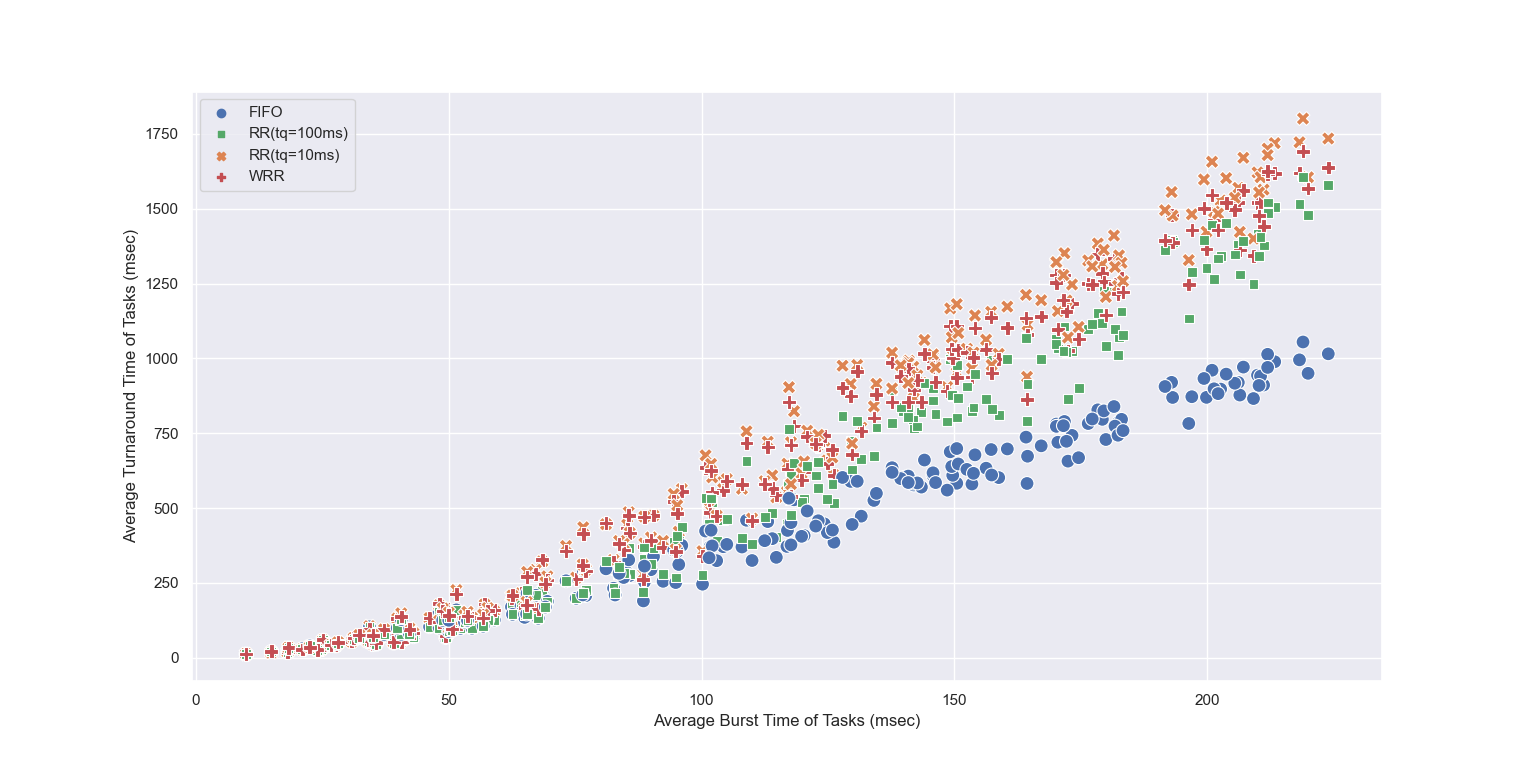 FIFO
RR(tq=100ms)
RR(tq=10ms)
WRR
Average Turnaround Time of Tasks (msec)
1750
1500
1250
1000
750
500
250
0
0 50 100 150 200
Average Burst Time of Tasks (msec)